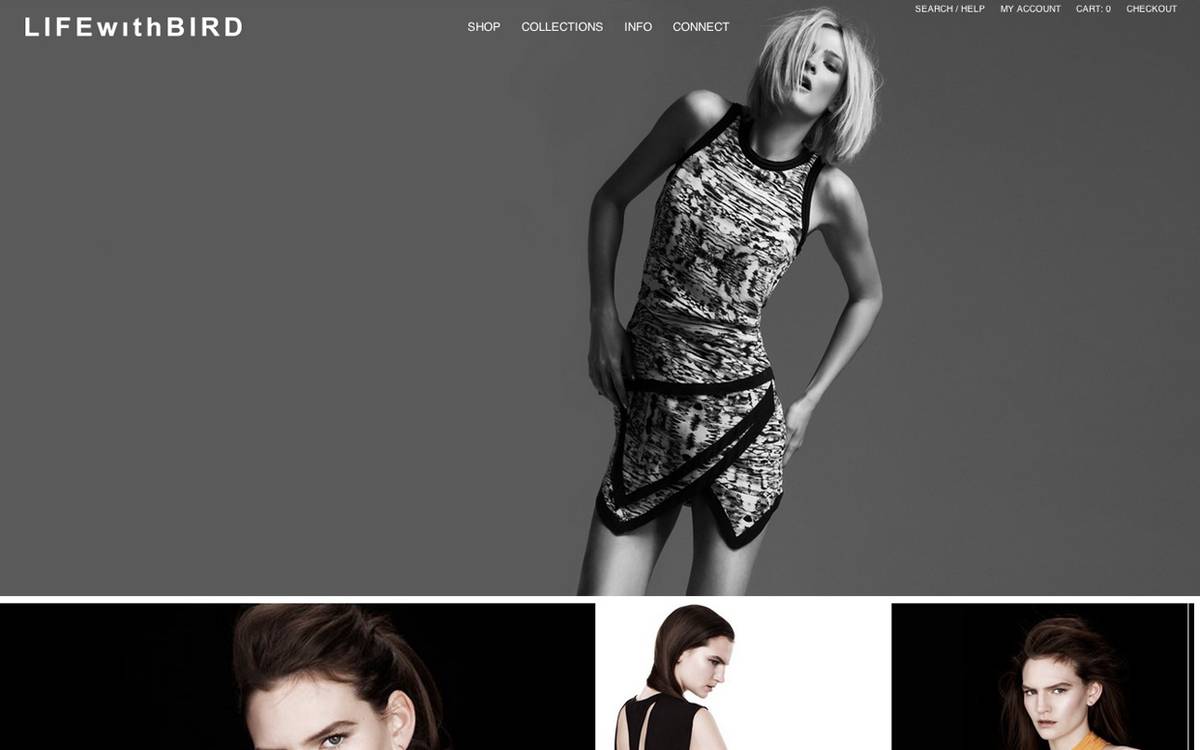 LIFEwithBIRD
SHOP COLLECTIONS INFO CONNECT
SEARCH / HELP MY ACCOUNT CART: 0 CHECKOUT